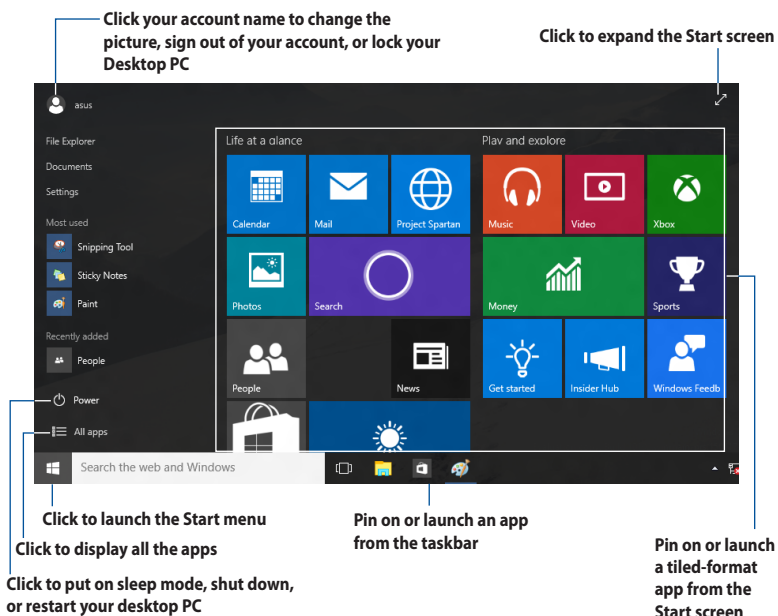 Click your account name to change the
picture, sign out of your account, or lock your
Desktop PC
Click to expand the Start screen
asus
File Explorer
Documents
Settings
Most used
Snipping Tool
Sticky Notes
Paint
Recently added
People
Power
All apps
Life at a glance
Play and explore
Calendar
Mail
Project Spartan
Music
Video
Xbox
Photos
Search
Money
Sports
People
News
Get started
Insider Hub
Windows Feedb
Search the web and Windows
Click to launch the Start menu
Click to display all the apps
Click to put on sleep mode, shut down,
or restart your desktop PC
Pin on or launch an app
from the taskbar
Pin on or launch
a tiled-format
app from the
Start screen